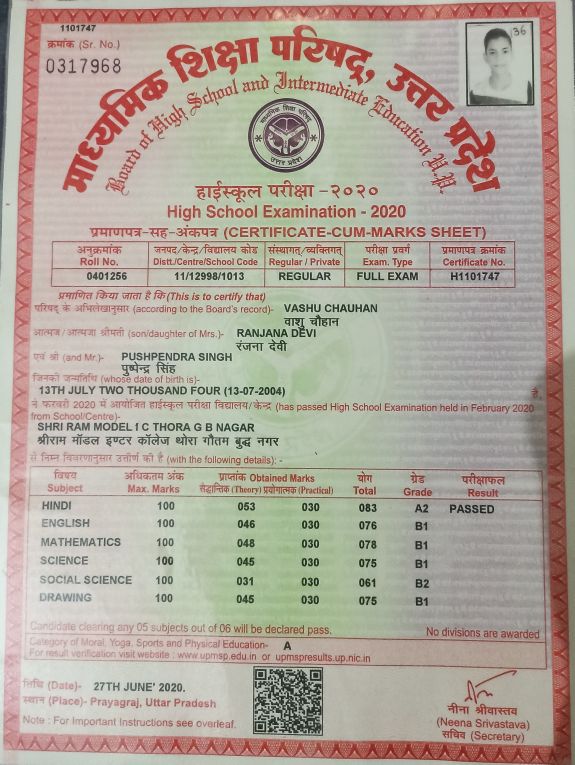 1101747
क्रमांक (Sr. No.)
0317968
36
माध्यमिक शिक्षा परिषद्, उत्तर प्रदेश
Board of High School and Intermediate Education U.P.
माध्यमिक शिक्षा परिषद्
उत्तर प्रदेश
हाईस्कूल परीक्षा -२०२०
High School Examination - 2020
प्रमाणपत्र-सह-अंकपत्र (CERTIFICATE-CUM-MARKS SHEET)
अनुक्रमांक जनपद/केन्द्र/विद्यालय कोड संस्थागत/व्यक्तिगत परीक्षा प्रवर्ग प्रमाणपत्र क्रमांक
Roll No. Distt./Centre/School Code Regular / Private Exam. Type Certificate No.
0401256 11/12998/1013 REGULAR FULL EXAM H1101747
प्रमाणित किया जाता है कि (This is to certify that)
परिषद के अभिलेखानुसार (according to the Board's record)- VASHU CHAUHAN
वाशु चौहान
आत्मज / आत्मजा श्रीमती (son/daughter of Mrs.)- RANJANA DEVI
रंजना देवी
एवं श्री (and Mr.)- PUSHPENDRA SINGH
पुष्पेन्द्र सिंह
जिनकी जन्मतिथि (whose date of birth is)-
13TH JULY TWO THOUSAND FOUR (13-07-2004) है,
ने फरवरी 2020 में आयोजित हाईस्कूल परीक्षा विद्यालय/केन्द्र (has passed High School Examination held in February 2020
from School/Centre)-
SHRI RAM MODEL I C THORA G B NAGAR
श्रीराम मॉडल इण्टर कॉलेज थोरा गौतम बुद्ध नगर
से निम्न विवरणानुसार उत्तीर्ण की है (with the following details): -
विषय अधिकतम अंक प्राप्तांक Obtained Marks योग ग्रेड परीक्षाफल
Subject Max. Marks सैद्धान्तिक (Theory) प्रयोगात्मक (Practical) Total Grade Result
HINDI 100 053 030 083 A2 PASSED
ENGLISH 100 046 030 076 B1
MATHEMATICS 100 048 030 078 B1
SCIENCE 100 045 030 075 B1
SOCIAL SCIENCE 100 031 030 061 B2
DRAWING 100 045 030 075 B1
Candidate clearing any 05 subjects out of 06 will be declared pass. No divisions are awarded
Category of Moral, Yoga, Sports and Physical Education- A
For result verification visit website : www.upmsp.edu.in or upmspresults.up.nic.in
तिथि (Date)- 27TH JUNE' 2020.
स्थान (Place)- Prayagraj, Uttar Pradesh
Note : For Important Instructions see overleaf.
नीना श्रीवास्तव
(Neena Srivastava)
सचिव (Secretary)